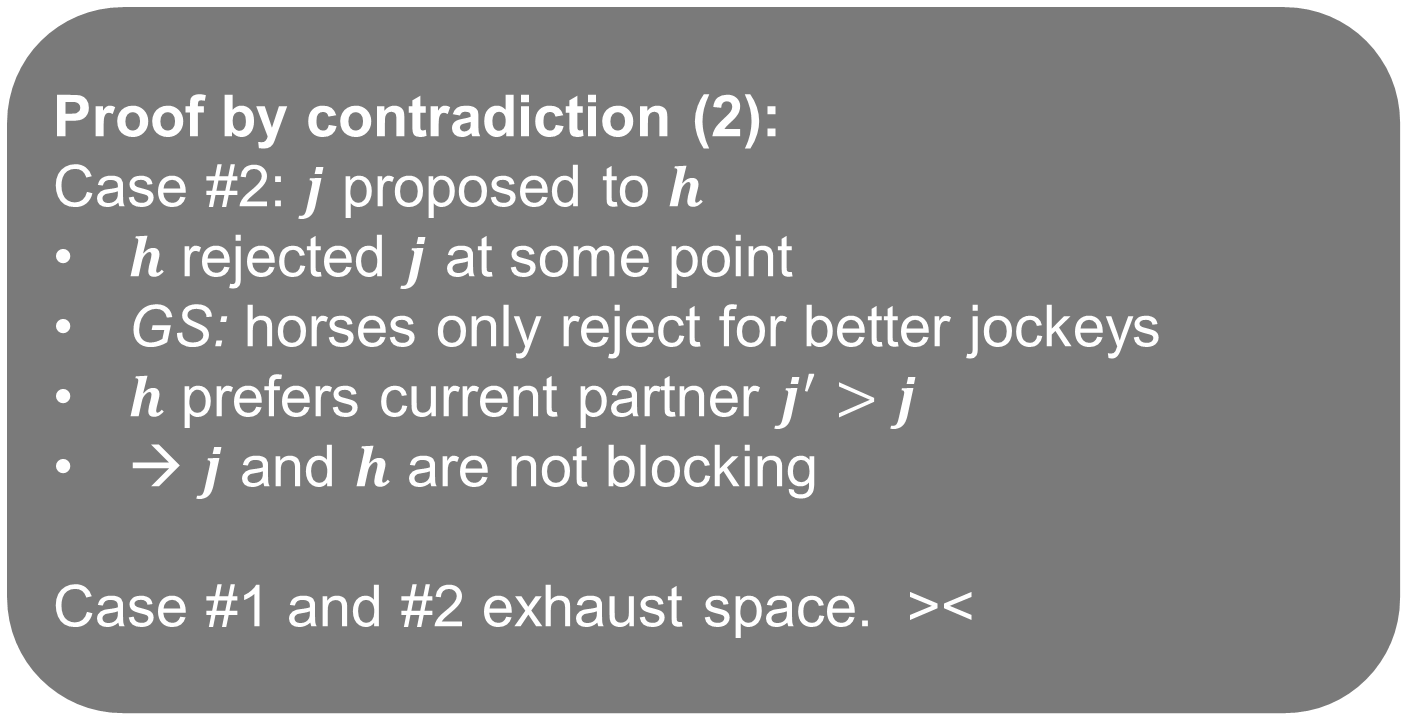 Proof by contradiction (2):
Case #2: j proposed to h
• h rejected j at some point
• GS: horses only reject for better jockeys
• h prefers current partner j′ > j
• → j and h are not blocking
Case #1 and #2 exhaust space. ><